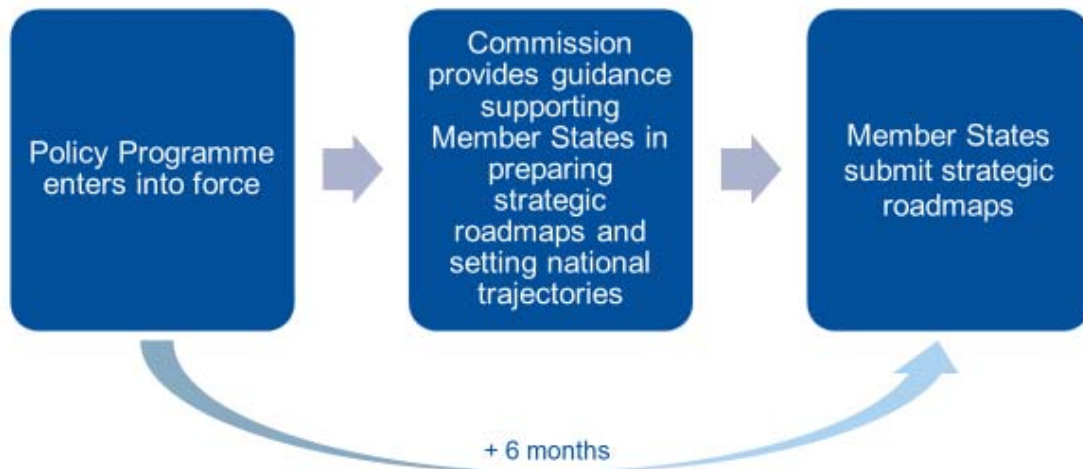 Policy Programme
enters into force
Commission
provides guidance
supporting
Member States in
preparing
strategic
roadmaps and
setting national
trajectories
Member States
submit strategic
roadmaps
+ 6 months